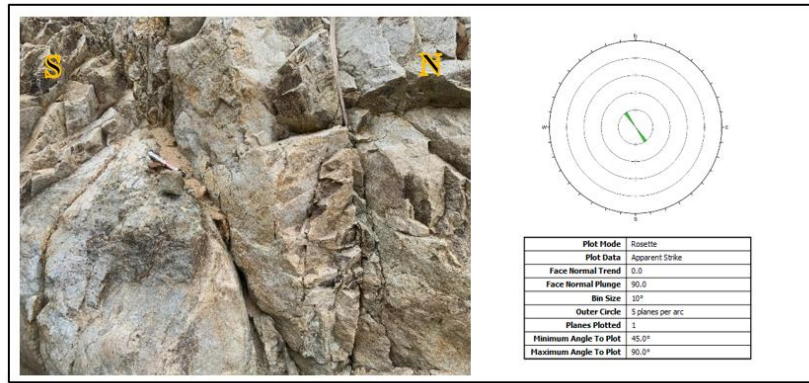 S
N
N
W
E
S
Plot Mode Rosette
Plot Data Apparent Strike
Face Normal Trend 0.0
Face Normal Plunge 90.0
Bin Size 10°
Outer Circle 5 planes per arc
Planes Plotted 1
Minimum Angle To Plot 45.0°
Maximum Angle To Plot 90.0°